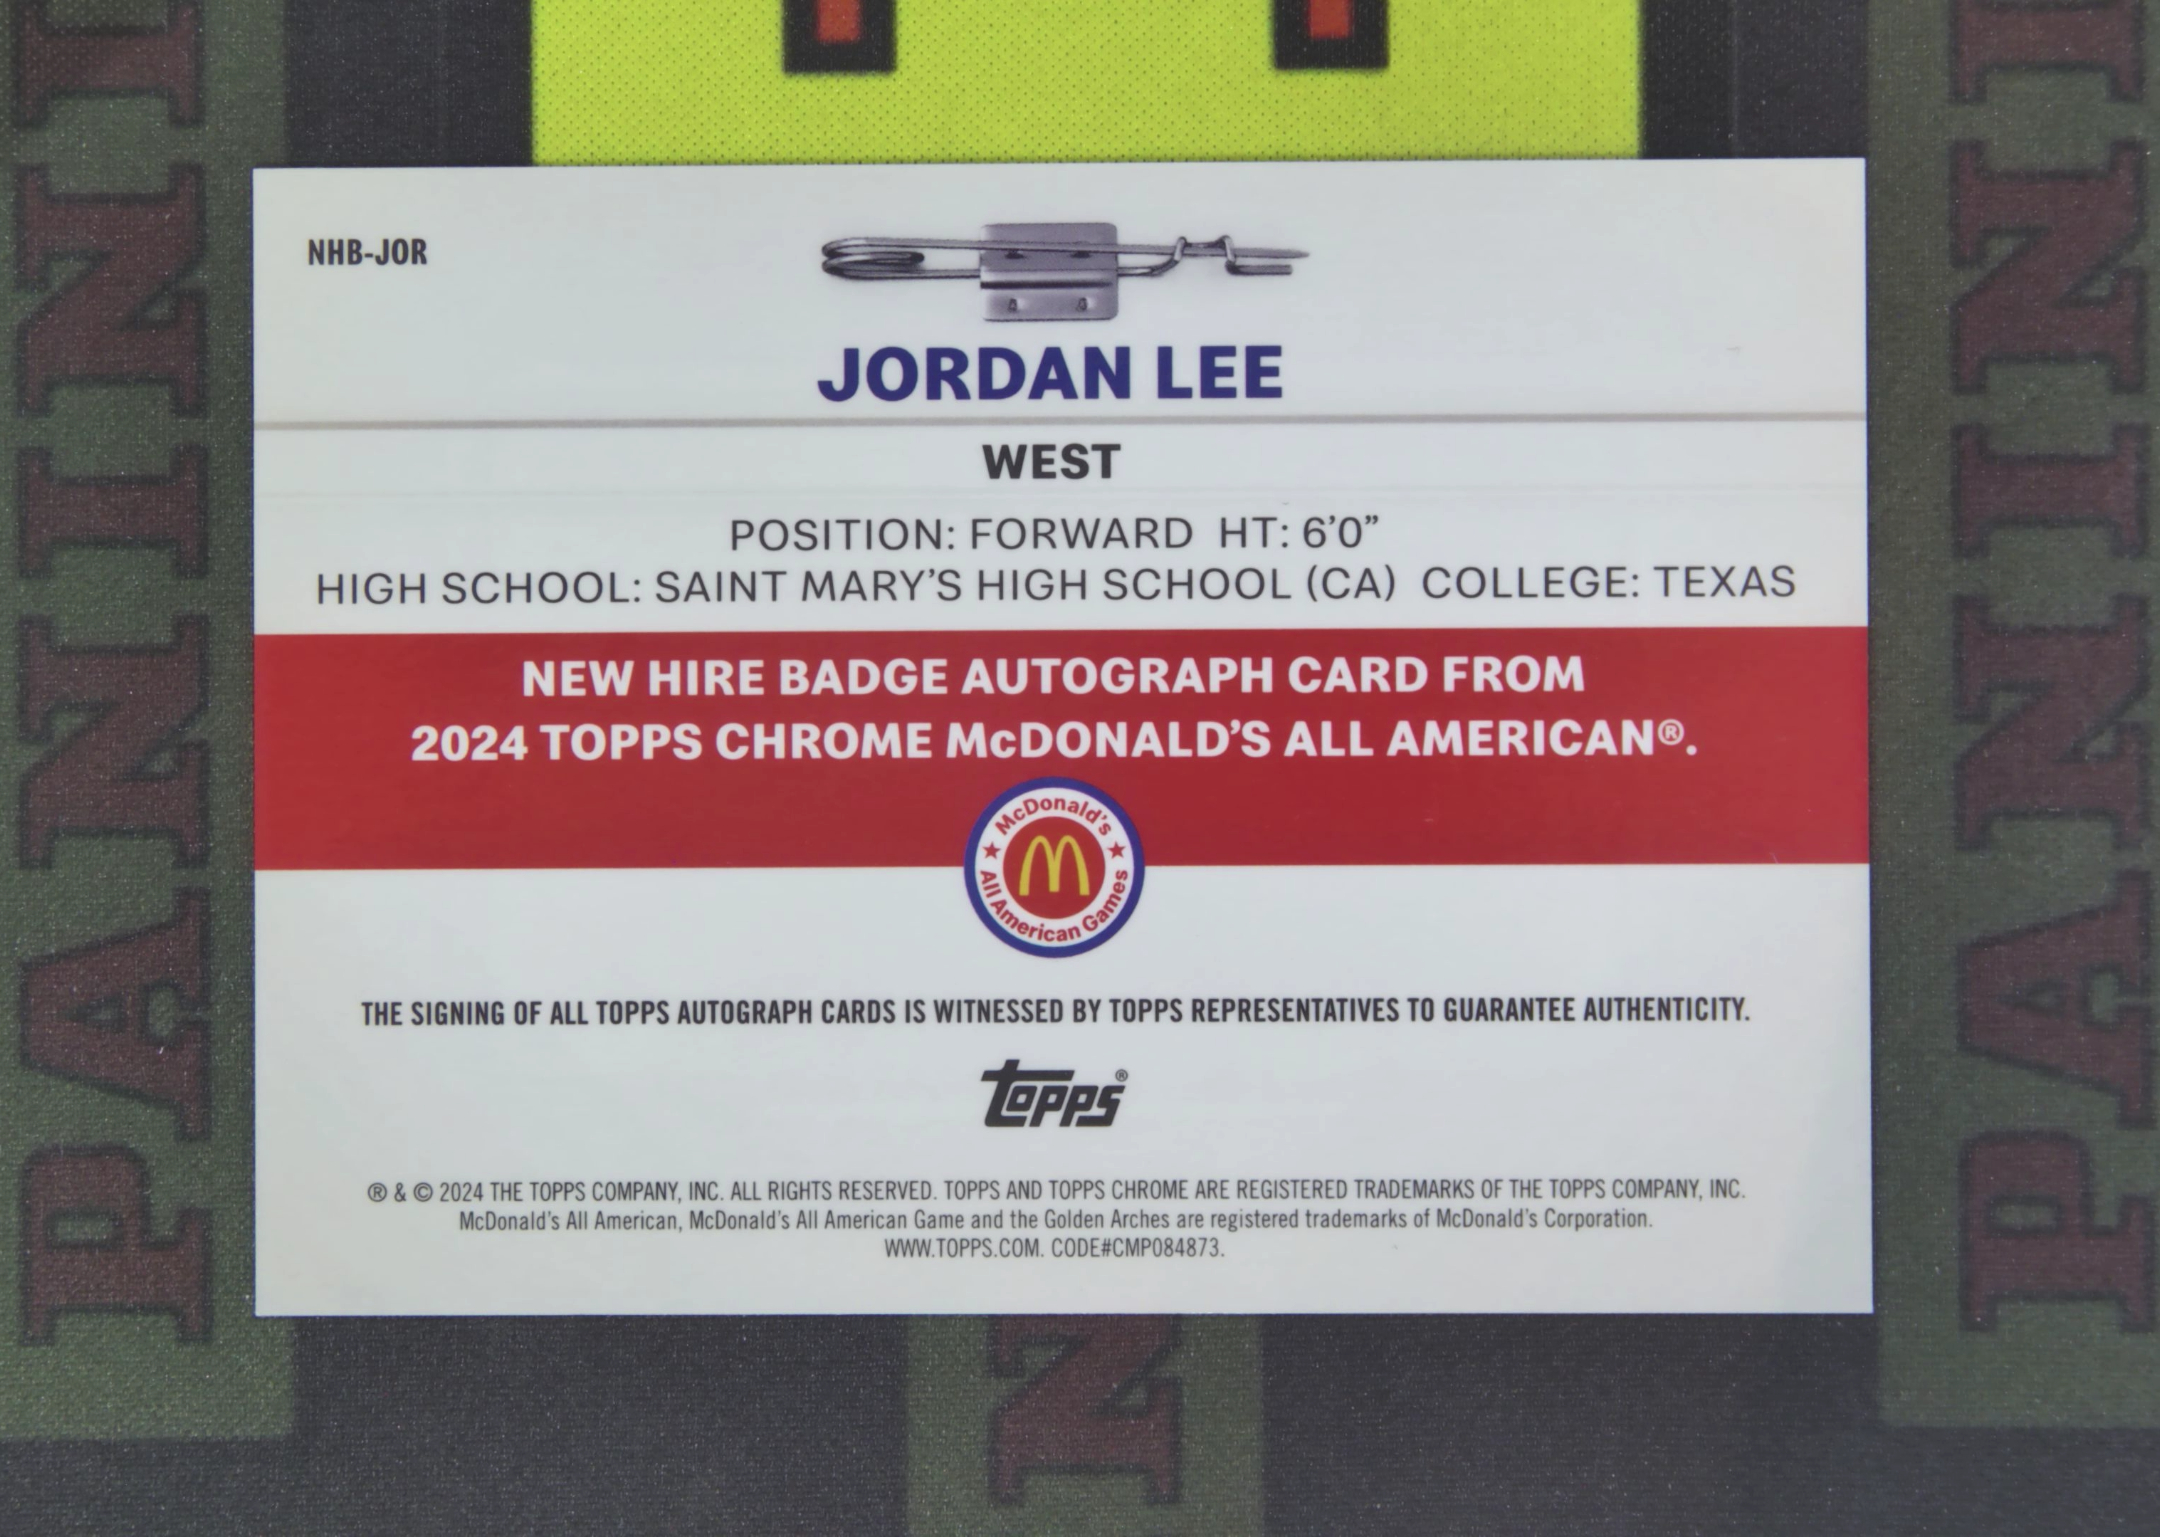 NHB-JOR
JORDAN LEE
WEST
POSITION: FORWARD HT: 6'0”
HIGH SCHOOL: SAINT MARY'S HIGH SCHOOL (CA) COLLEGE: TEXAS
NEW HIRE BADGE AUTOGRAPH CARD FROM
2024 TOPPS CHROME McDONALD'S ALL AMERICAN®.
McDonald's
M
All American Games
THE SIGNING OF ALL TOPPS AUTOGRAPH CARDS IS WITNESSED BY TOPPS REPRESENTATIVES TO GUARANTEE AUTHENTICITY.
topps®
® & © 2024 THE TOPPS COMPANY, INC. ALL RIGHTS RESERVED. TOPPS AND TOPPS CHROME ARE REGISTERED TRADEMARKS OF THE TOPPS COMPANY, INC.
McDonald's All American, McDonald's All American Game and the Golden Arches are registered trademarks of McDonald's Corporation.
WWW.TOPPS.COM. CODE#CMP084873.
PANINI
PANINI
N